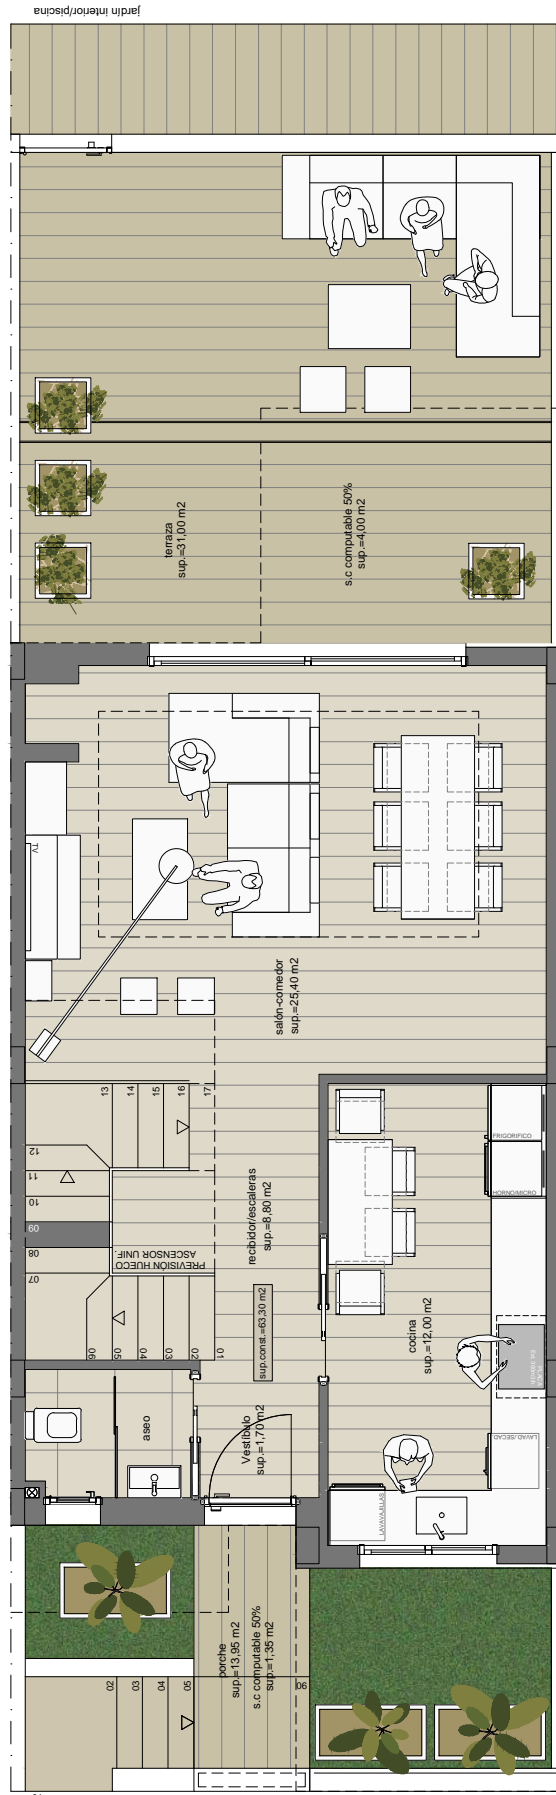 jardín interior/piscina
terraza
sup.=31,00 m2
s.c computable 50%
sup.=4,00 m2
TV
salón-comedor
sup.=25,40 m2
13
14
15
16
17
12
11
10
09
08
07
PREVISIÓN HUECO
ASCENSOR UNIF.
recibidor/escaleras
sup.=8,80 m2
FRIGORIFICO
HORNO/MICRO
06
05
04
03
02
01
sup.const.=63,30 m2
cocina
sup.=12,00 m2
PLACA
aseo
Vestíbulo
sup.=1,70 m2
LAVAD/SECAD.
LAVAVAJILLAS
porche
sup.=13,95 m2
s.c computable 50%
sup.=1,35 m2
02
03
04
05
06